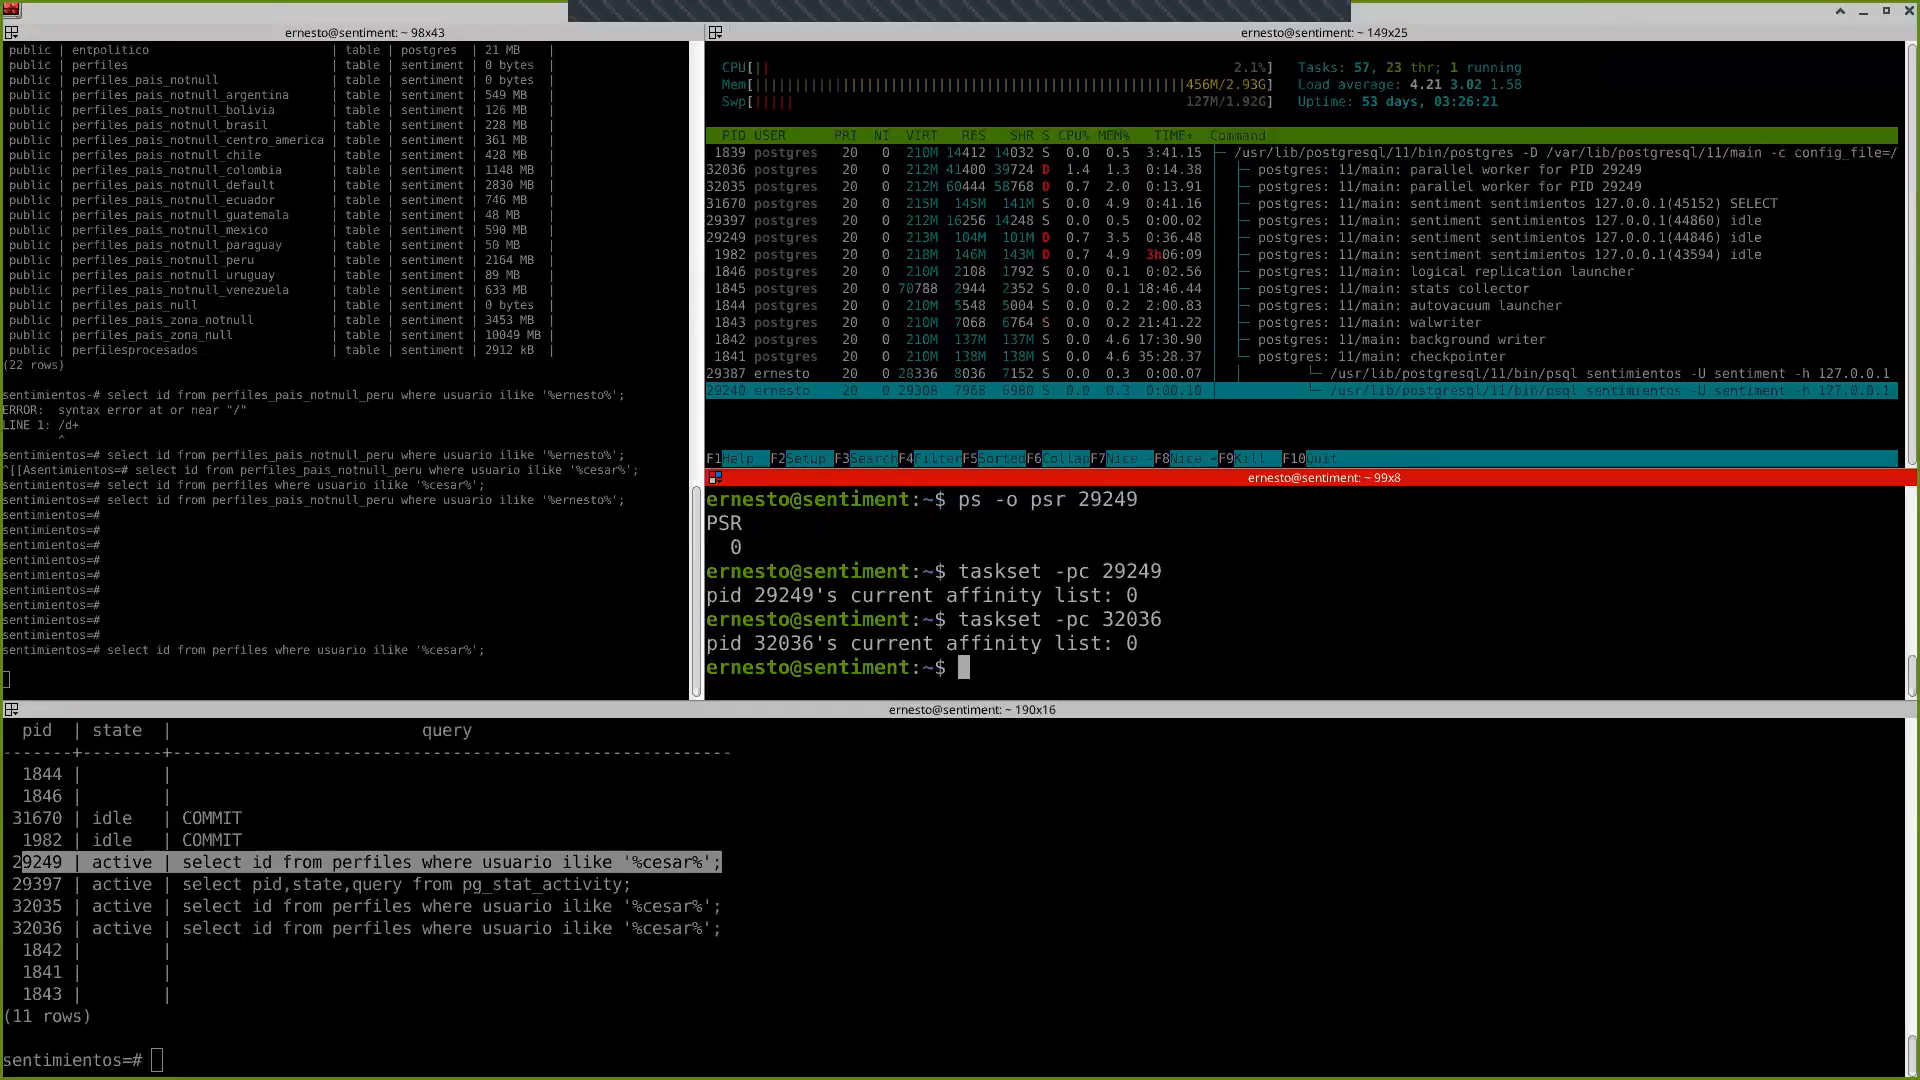 ernesto@sentiment: ~ 98x43
public | entpolitico | table | postgres | 21 MB |
public | perfiles | table | sentiment | 0 bytes |
public | perfiles_pais_notnull | table | sentiment | 0 bytes |
public | perfiles_pais_notnull_argentina | table | sentiment | 549 MB |
public | perfiles_pais_notnull_bolivia | table | sentiment | 126 MB |
public | perfiles_pais_notnull_brasil | table | sentiment | 228 MB |
public | perfiles_pais_notnull_centro_america | table | sentiment | 361 MB |
public | perfiles_pais_notnull_chile | table | sentiment | 428 MB |
public | perfiles_pais_notnull_colombia | table | sentiment | 1148 MB |
public | perfiles_pais_notnull_default | table | sentiment | 2830 MB |
public | perfiles_pais_notnull_ecuador | table | sentiment | 746 MB |
public | perfiles_pais_notnull_guatemala | table | sentiment | 48 MB |
public | perfiles_pais_notnull_mexico | table | sentiment | 590 MB |
public | perfiles_pais_notnull_paraguay | table | sentiment | 50 MB |
public | perfiles_pais_notnull_peru | table | sentiment | 2164 MB |
public | perfiles_pais_notnull_uruguay | table | sentiment | 89 MB |
public | perfiles_pais_notnull_venezuela | table | sentiment | 633 MB |
public | perfiles_pais_null | table | sentiment | 0 bytes |
public | perfiles_pais_zona_notnull | table | sentiment | 3453 MB |
public | perfiles_pais_zona_null | table | sentiment | 10049 MB |
public | perfilesprocesados | table | sentiment | 2912 kB |
(22 rows)
sentimientos-# select id from perfiles_pais_notnull_peru where usuario ilike '%ernesto%';
ERROR:  syntax error at or near "/"
LINE 1: /d+
^
sentimientos=# select id from perfiles_pais_notnull_peru where usuario ilike '%ernesto%';
^[[Asentimientos=# select id from perfiles_pais_notnull_peru where usuario ilike '%cesar%';
sentimientos=# select id from perfiles where usuario ilike '%cesar%';
sentimientos=# select id from perfiles_pais_notnull_peru where usuario ilike '%ernesto%';
sentimientos=#
sentimientos=#
sentimientos=#
sentimientos=#
sentimientos=#
sentimientos=#
sentimientos=#
sentimientos=#
sentimientos=#
sentimientos=# select id from perfiles where usuario ilike '%cesar%';
ernesto@sentiment: ~ 149x25
CPU[|| 2.1%] Tasks: 57, 23 thr; 1 running
Mem[ 456M/2.93G] Load average: 4.21 3.02 1.58
Swp[||||| 127M/1.92G] Uptime: 53 days, 03:26:21
PID USER PRI NI VIRT RES SHR S CPU% MEM% TIME+ Command
1839 postgres 20 0 210M 14412 14032 S 0.0 0.5 3:41.15 /usr/lib/postgresql/11/bin/postgres -D /var/lib/postgresql/11/main -c config_file=/
32036 postgres 20 0 212M 41400 39724 D 1.4 1.3 0:14.38 postgres: 11/main: parallel worker for PID 29249
32035 postgres 20 0 212M 60444 58768 D 0.7 2.0 0:13.91 postgres: 11/main: parallel worker for PID 29249
31670 postgres 20 0 215M 145M 141M S 0.0 4.9 0:41.16 postgres: 11/main: sentiment sentimientos 127.0.0.1(45152) SELECT
29397 postgres 20 0 212M 16256 14248 S 0.0 0.5 0:00.02 postgres: 11/main: sentiment sentimientos 127.0.0.1(44860) idle
29249 postgres 20 0 213M 104M 101M D 0.7 3.5 0:36.48 postgres: 11/main: sentiment sentimientos 127.0.0.1(44846) idle
1982 postgres 20 0 218M 146M 143M D 0.7 4.9 3h06:09 postgres: 11/main: sentiment sentimientos 127.0.0.1(43594) idle
1846 postgres 20 0 210M 2108 1792 S 0.0 0.1 0:02.56 postgres: 11/main: logical replication launcher
1845 postgres 20 0 70788 2944 2352 S 0.0 0.1 18:46.44 postgres: 11/main: stats collector
1844 postgres 20 0 210M 5548 5004 S 0.0 0.2 2:00.83 postgres: 11/main: autovacuum launcher
1843 postgres 20 0 210M 7068 6764 S 0.0 0.2 21:41.22 postgres: 11/main: walwriter
1842 postgres 20 0 210M 137M 137M S 0.0 4.6 17:30.90 postgres: 11/main: background writer
1841 postgres 20 0 210M 138M 138M S 0.0 4.6 35:28.37 postgres: 11/main: checkpointer
29387 ernesto 20 0 28336 8036 7152 S 0.0 0.3 0:00.07 /usr/lib/postgresql/11/bin/psql sentimientos -U sentiment -h 127.0.0.1
29240 ernesto 20 0 29308 7968 6980 S 0.0 0.3 0:00.10 /usr/lib/postgresql/11/bin/psql sentimientos -U sentiment -h 127.0.0.1
F1Help F2Setup F3SearchF4FilterF5SortedF6CollapF7Nice -F8Nice +F9Kill F10Quit
ernesto@sentiment: ~ 99x8
ernesto@sentiment:~$ ps -o psr 29249
PSR
0
ernesto@sentiment:~$ taskset -pc 29249
pid 29249's current affinity list: 0
ernesto@sentiment:~$ taskset -pc 32036
pid 32036's current affinity list: 0
ernesto@sentiment:~$
ernesto@sentiment: ~ 190x16
pid | state | query
-------+--------+--------------------------------------------------------
1844 | |
1846 | |
31670 | idle | COMMIT
1982 | idle | COMMIT
29249 | active | select id from perfiles where usuario ilike '%cesar%';
29397 | active | select pid,state,query from pg_stat_activity;
32035 | active | select id from perfiles where usuario ilike '%cesar%';
32036 | active | select id from perfiles where usuario ilike '%cesar%';
1842 | |
1841 | |
1843 | |
(11 rows)
sentimientos=#